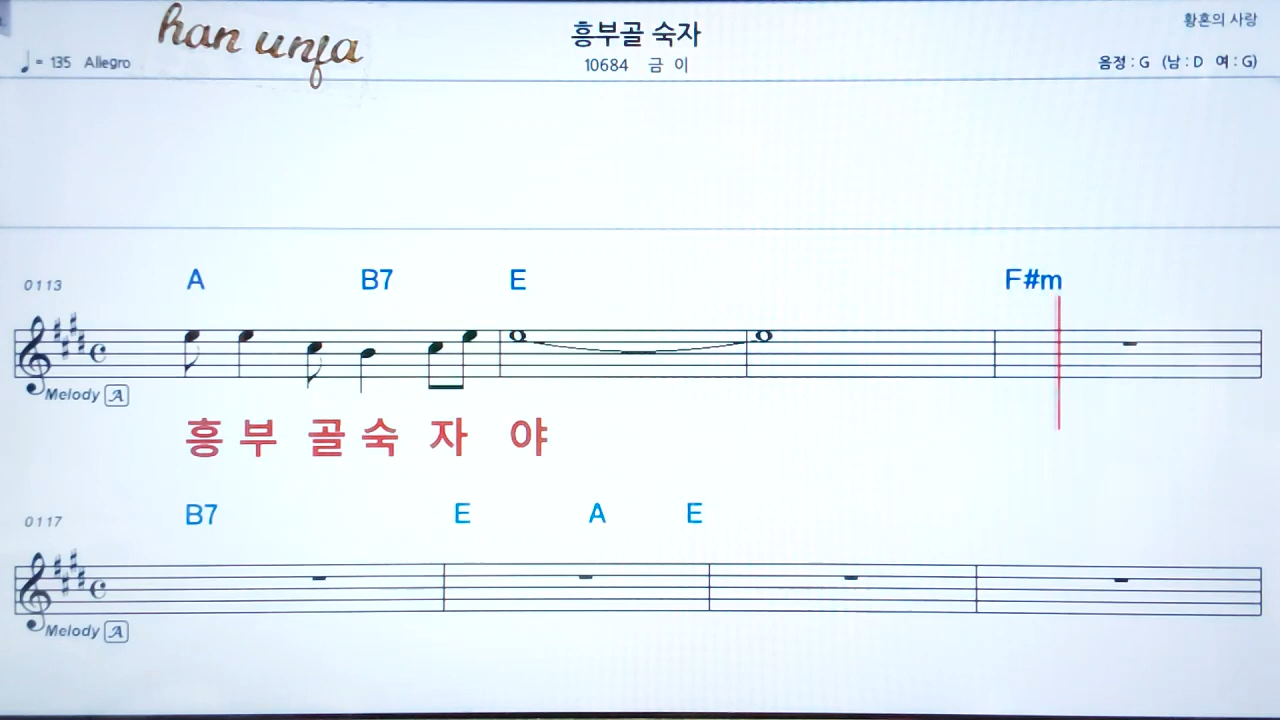 han unfa
흥부골 숙자
황혼의 사랑
♩= 135 Allegro
10684 금 이
음정 : G (남 : D 여 : G)
0113
A B7 E F#m
Melody A
흥 부 골 숙 자 야
0117
B7 E A E
Melody A